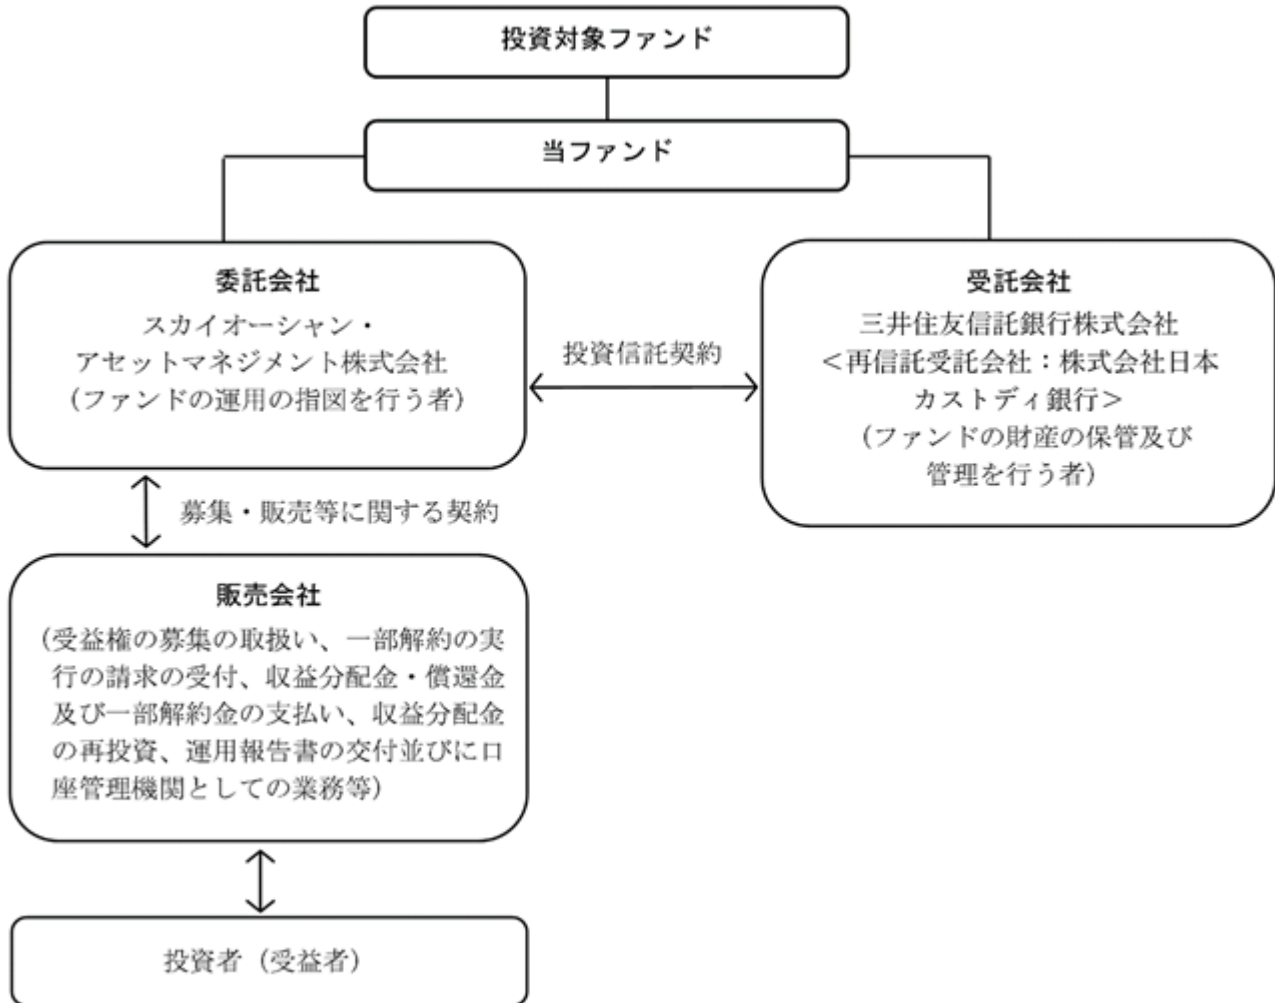 投資対象ファンド
当ファンド
委託会社
スカイオーシャン・
アセットマネジメント株式会社
（ファンドの運用の指図を行う者）
投資信託契約
受託会社
三井住友信託銀行株式会社
＜再信託受託会社：株式会社日本
カストディ銀行＞
（ファンドの財産の保管及び
管理を行う者）
募集・販売等に関する契約
販売会社
（受益権の募集の取扱い、一部解約の実
行の請求の受付、収益分配金・償還金
及び一部解約金の支払い、収益分配金
の再投資、運用報告書の交付並びに口
座管理機関としての業務等）
投資者（受益者）